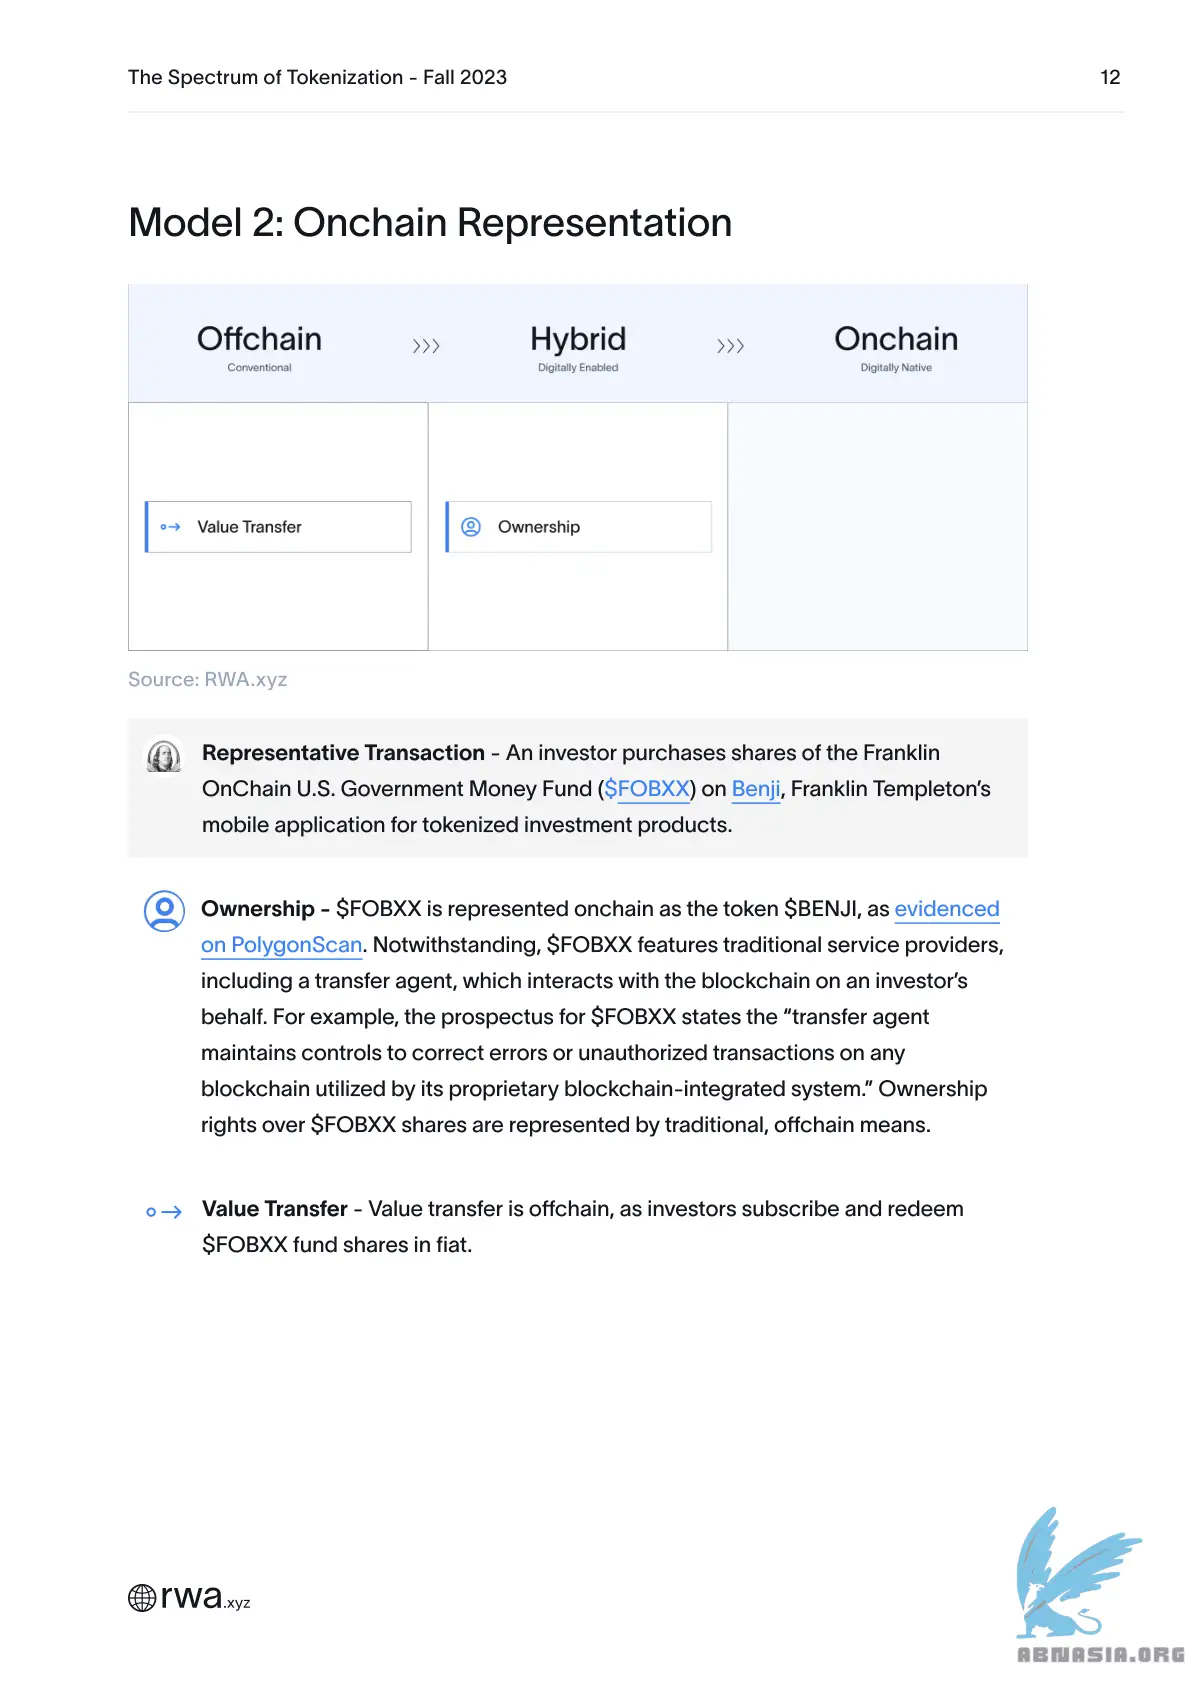 The Spectrum of Tokenization - Fall 2023
12
Model 2: Onchain Representation
Offchain
Conventional
Hybrid
Digitally Enabled
Onchain
Digitally Native
Value Transfer
Ownership
Source: RWA.xyz
Representative Transaction - An investor purchases shares of the Franklin
OnChain U.S. Government Money Fund ($FOBXX) on Benji, Franklin Templeton’s
mobile application for tokenized investment products.
Ownership - $FOBXX is represented onchain as the token $BENJI, as evidenced
on PolygonScan. Notwithstanding, $FOBXX features traditional service providers,
including a transfer agent, which interacts with the blockchain on an investor’s
behalf. For example, the prospectus for $FOBXX states the “transfer agent
maintains controls to correct errors or unauthorized transactions on any
blockchain utilized by its proprietary blockchain-integrated system.” Ownership
rights over $FOBXX shares are represented by traditional, offchain means.
Value Transfer - Value transfer is offchain, as investors subscribe and redeem
$FOBXX fund shares in fiat.
rwa.xyz
ABNASIA.ORG